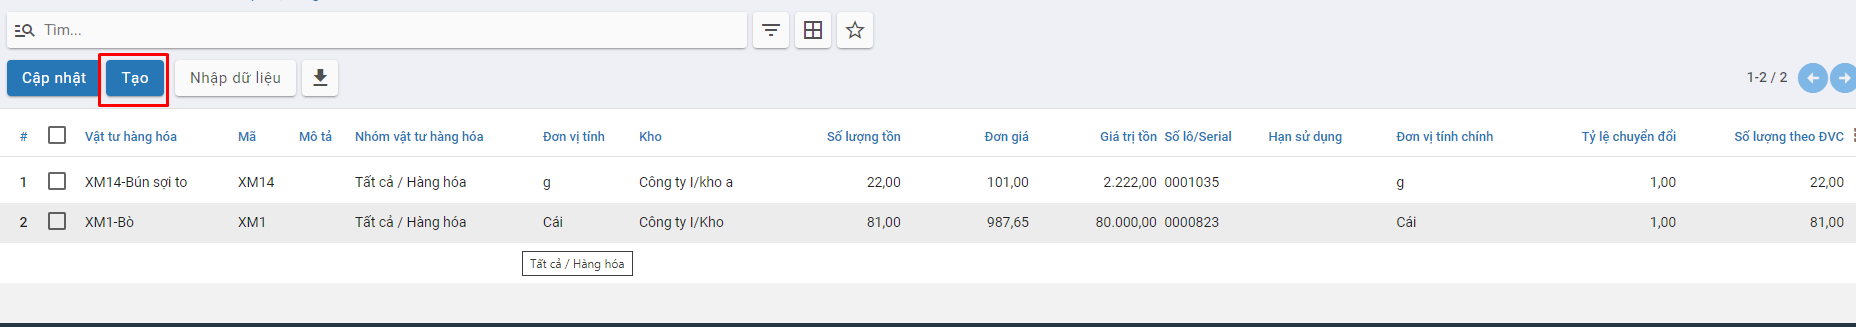 Tìm...
Cập nhật Tạo Nhập dữ liệu 1-2 / 2
# Vật tư hàng hóa Mã Mô tả Nhóm vật tư hàng hóa Đơn vị tính Kho Số lượng tồn Đơn giá Giá trị tồn Số lô/Serial Hạn sử dụng Đơn vị tính chính Tỷ lệ chuyển đổi Số lượng theo ĐVC
1 XM14-Bún sợi to XM14 Tất cả / Hàng hóa g Công ty I/kho a 22,00 101,00 2.222,00 0001035 g 1,00 22,00
2 XM1-Bò XM1 Tất cả / Hàng hóa Cái Công ty I/Kho 81,00 987,65 80.000,00 0000823 Cái 1,00 81,00
Tất cả / Hàng hóa